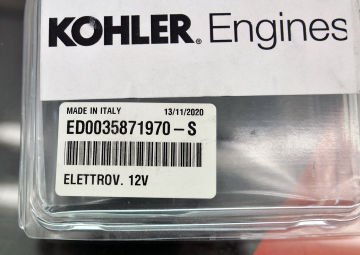 KOHLER. Engines
MADE IN ITALY 13/11/2020
ED0035871970-S
ELETTROV. 12V